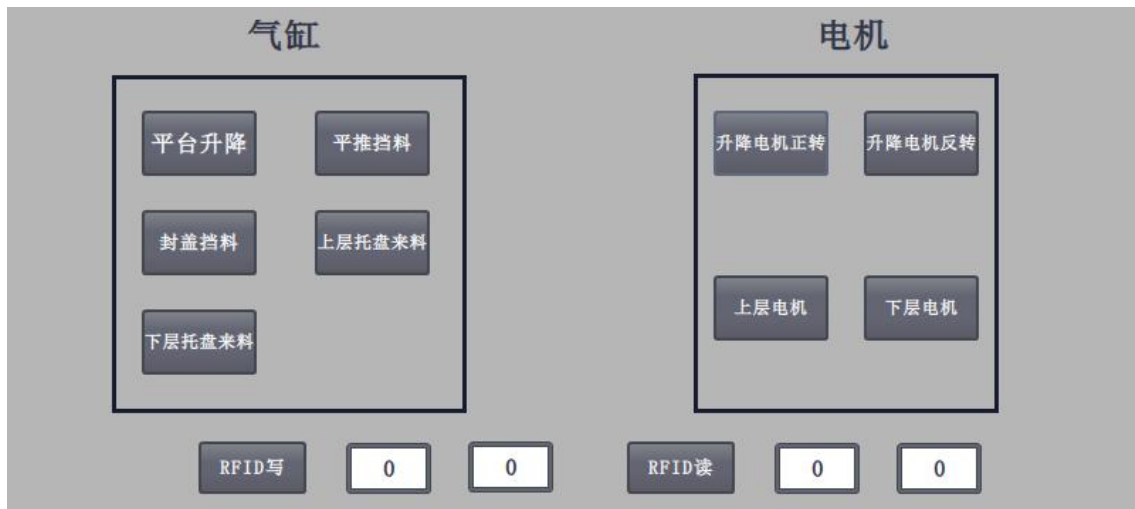 气缸
电机
平台升降
平推挡料
升降电机正转
升降电机反转
封盖挡料
上层托盘来料
上层电机
下层电机
下层托盘来料
RFID写
0
0
RFID读
0
0